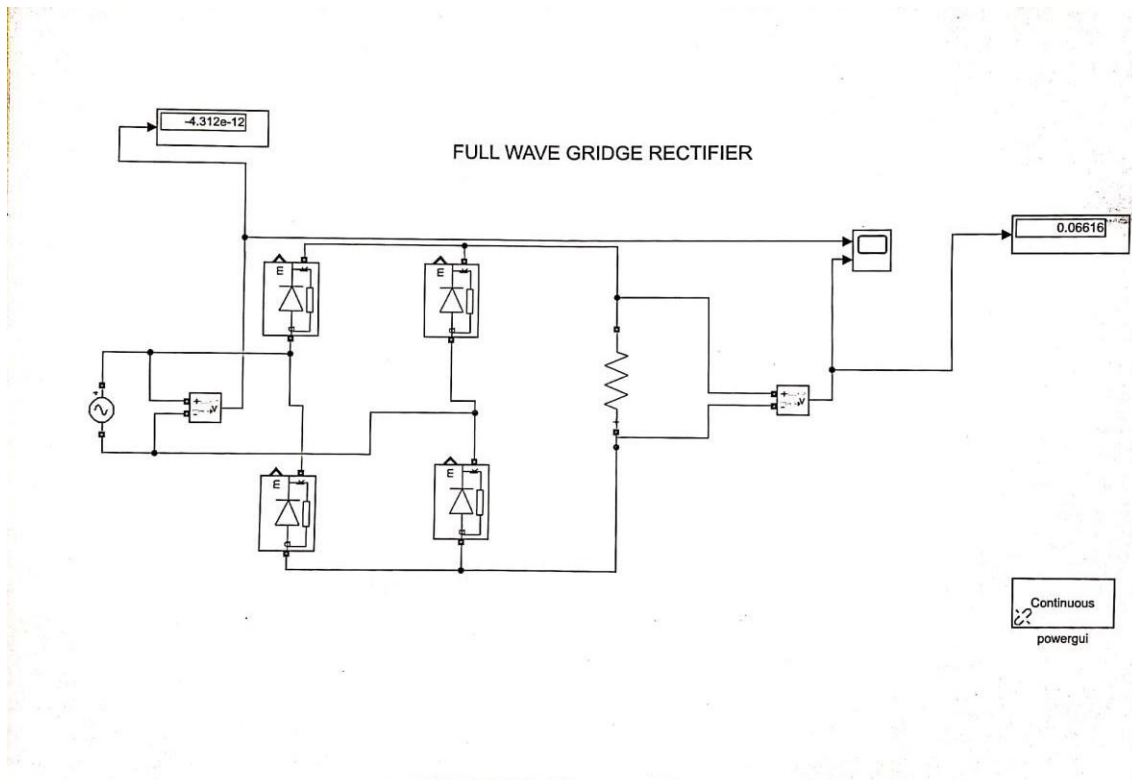 -4.312e-12
FULL WAVE GRIDGE RECTIFIER
0.06616
m
m
+
+
-
v
+
-
v
m
m
+
Continuous
powergui